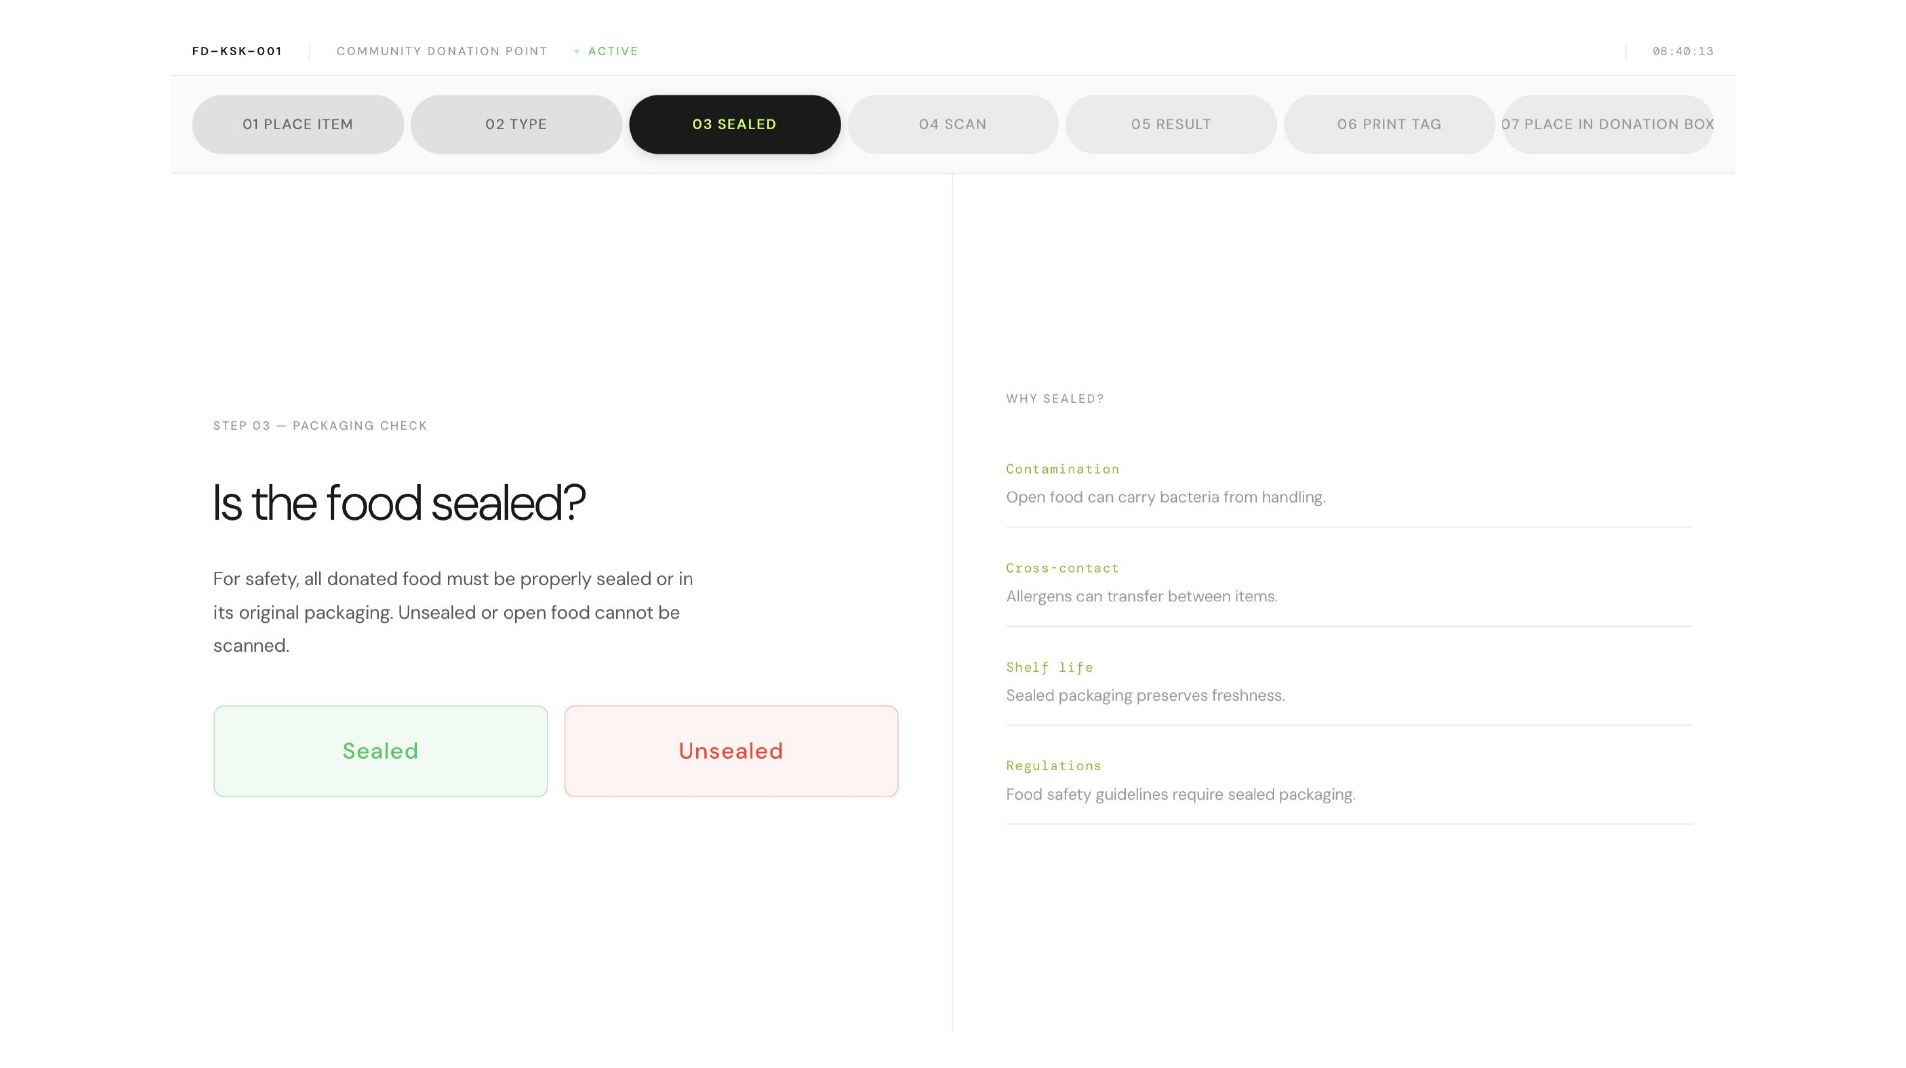 FD-KSK-001
COMMUNITY DONATION POINT
ACTIVE
08:40:13
01 PLACE ITEM
02 TYPE
03 SEALED
04 SCAN
05 RESULT
06 PRINT TAG
07 PLACE IN DONATION BOX
STEP 03 — PACKAGING CHECK
Is the food sealed?
For safety, all donated food must be properly sealed or in
its original packaging. Unsealed or open food cannot be
scanned.
Sealed
Unsealed
WHY SEALED?
Contamination
Open food can carry bacteria from handling.
Cross-contact
Allergens can transfer between items.
Shelf life
Sealed packaging preserves freshness.
Regulations
Food safety guidelines require sealed packaging.